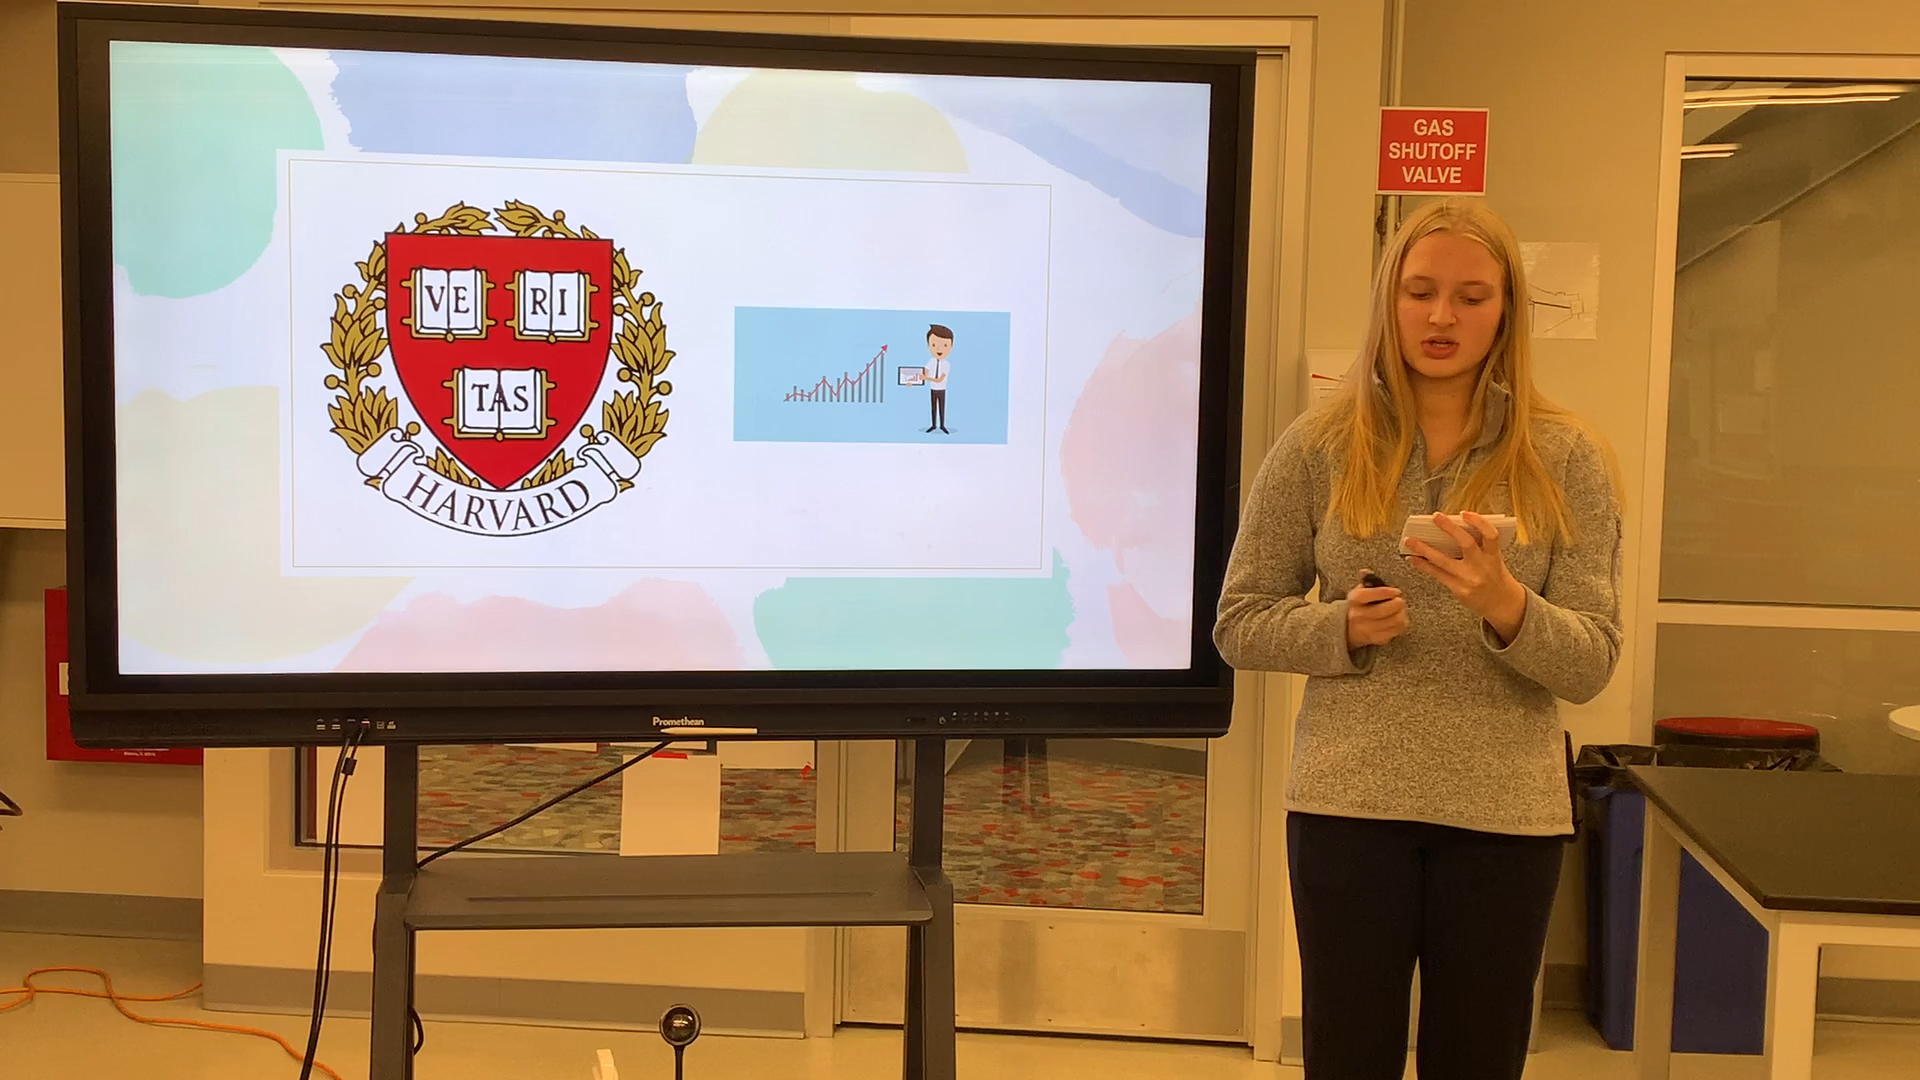 VE RI
TAS
HARVARD
GAS
SHUTOFF
VALVE
Promethean